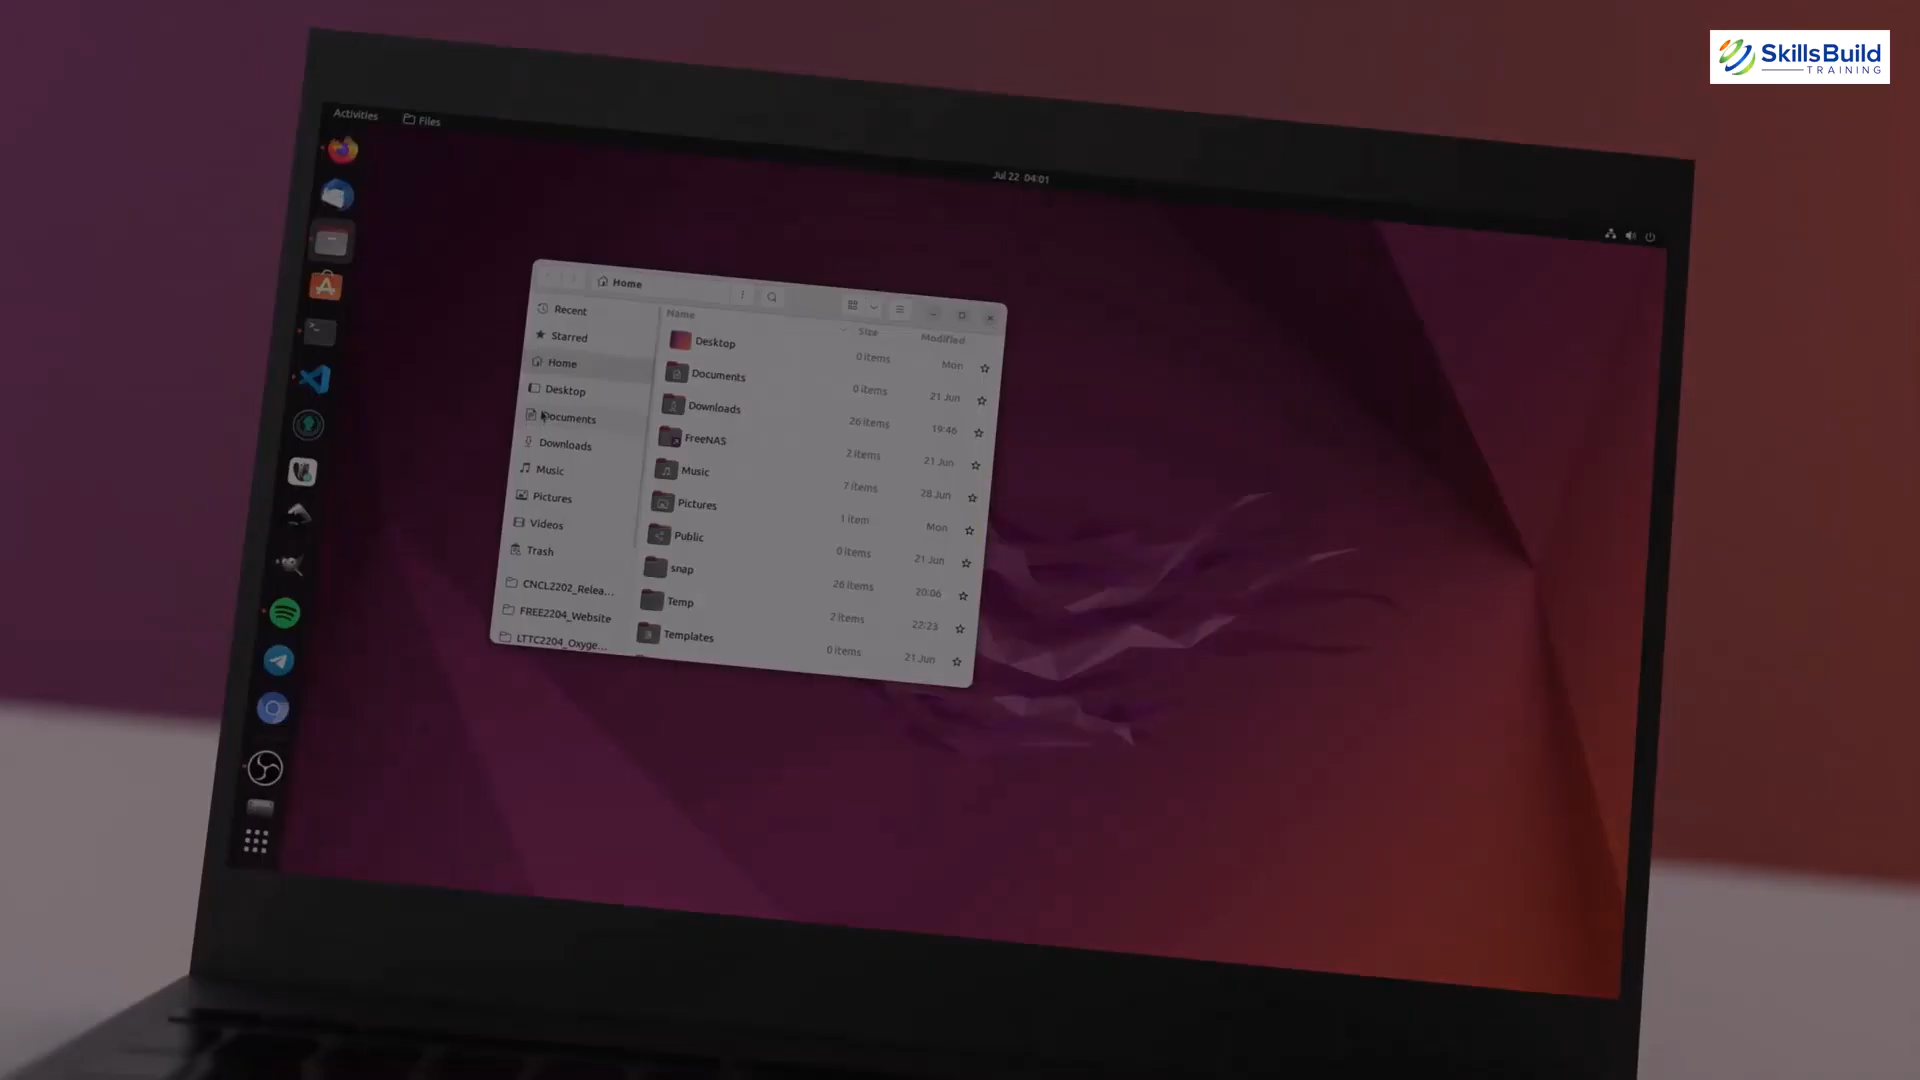 SkillsBuild
TRAINING
Activities Files
Jul 22 04:01
Home
Recent
Starred
Home
Desktop
Documents
Downloads
Music
Pictures
Videos
Trash
CNCL2202_Relea...
FREE2204_Website
LTTC2204_Oxyge...
Name Size Modified
Desktop 0 items Mon
Documents 0 items 21 Jun
Downloads 26 items 19:46
FreeNAS 2 items 21 Jun
Music 7 items 28 Jun
Pictures 1 item Mon
Public 0 items 21 Jun
snap 26 items 20:06
Temp 2 items 22:23
Templates 0 items 21 Jun